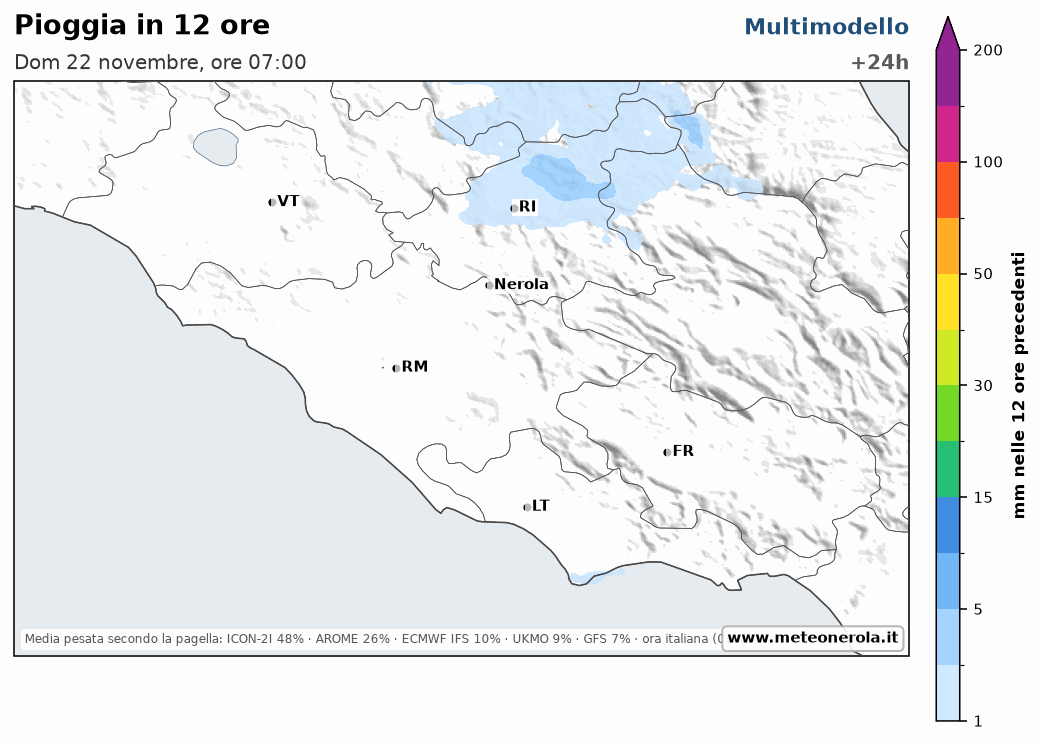 Pioggia in 12 ore
Multimodello
Dom 22 novembre, ore 07:00
+24h
200
100
50
30
15
5
1
mm nelle 12 ore precedenti
VT
RI
Nerola
RM
FR
LT
Media pesata secondo la pagella: ICON-2I 48% · AROME 26% · ECMWF IFS 10% · UKMO 9% · GFS 7% · ora italiana
www.meteonerola.it